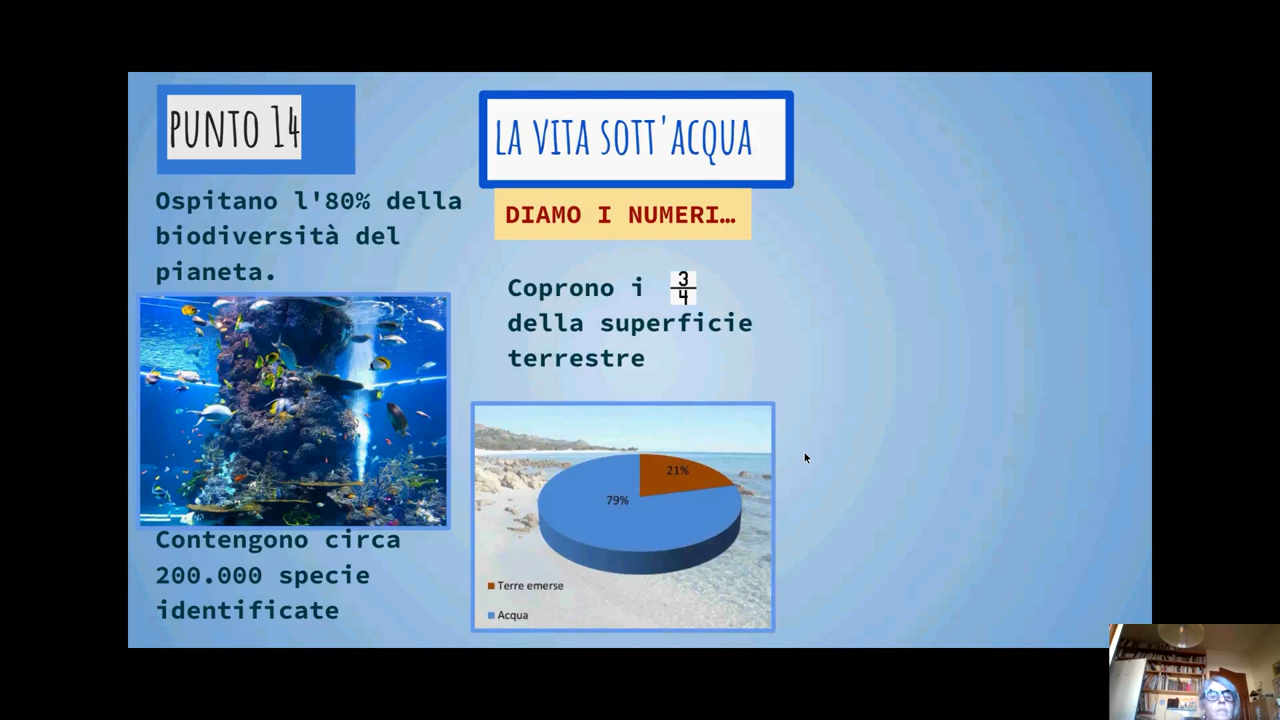 PUNTO 14
Ospitano l'80% della
biodiversità del
pianeta.
Contengono circa
200.000 specie
identificate
LA VITA SOTT'ACQUA
DIAMO I NUMERI…
Coprono i 3/4
della superficie
terrestre
21%
79%
Terre emerse
Acqua